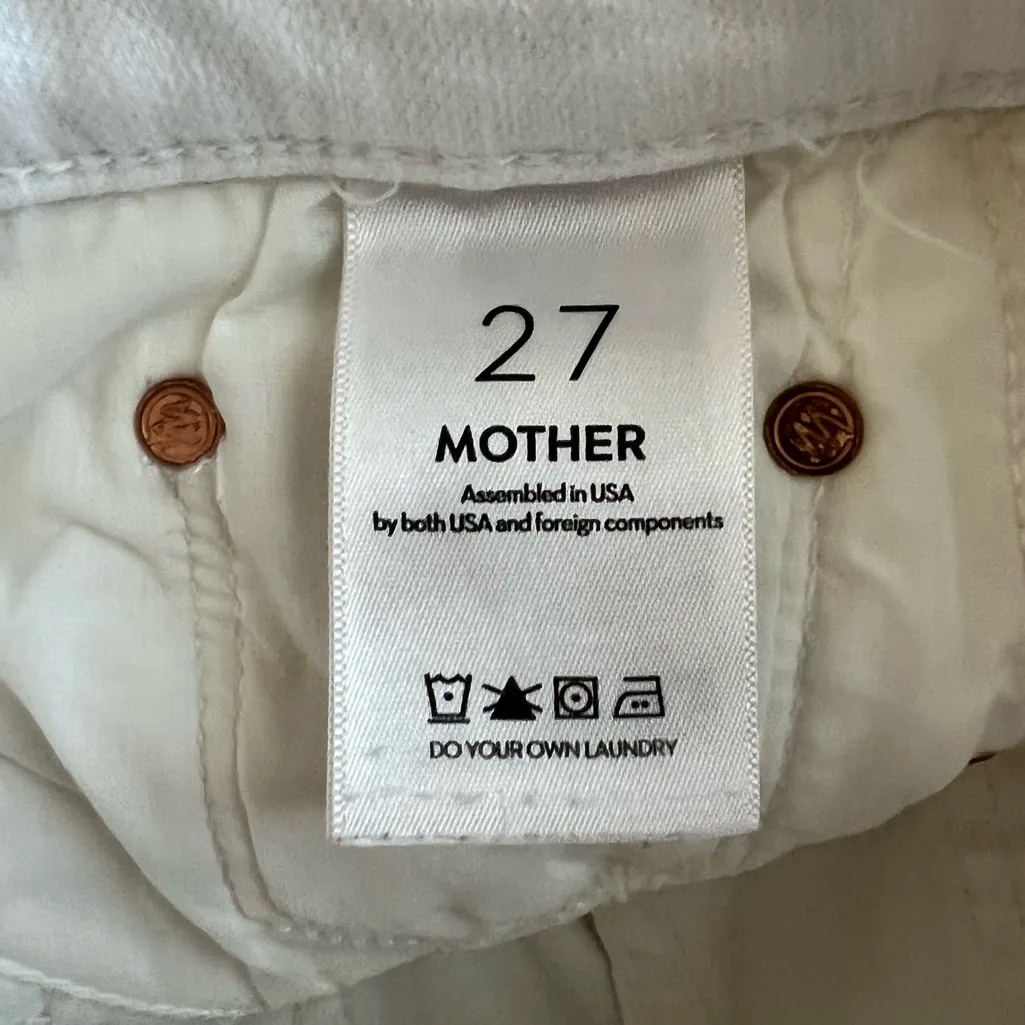 27
MOTHER
Assembled in USA
by both USA and foreign components
DO YOUR OWN LAUNDRY